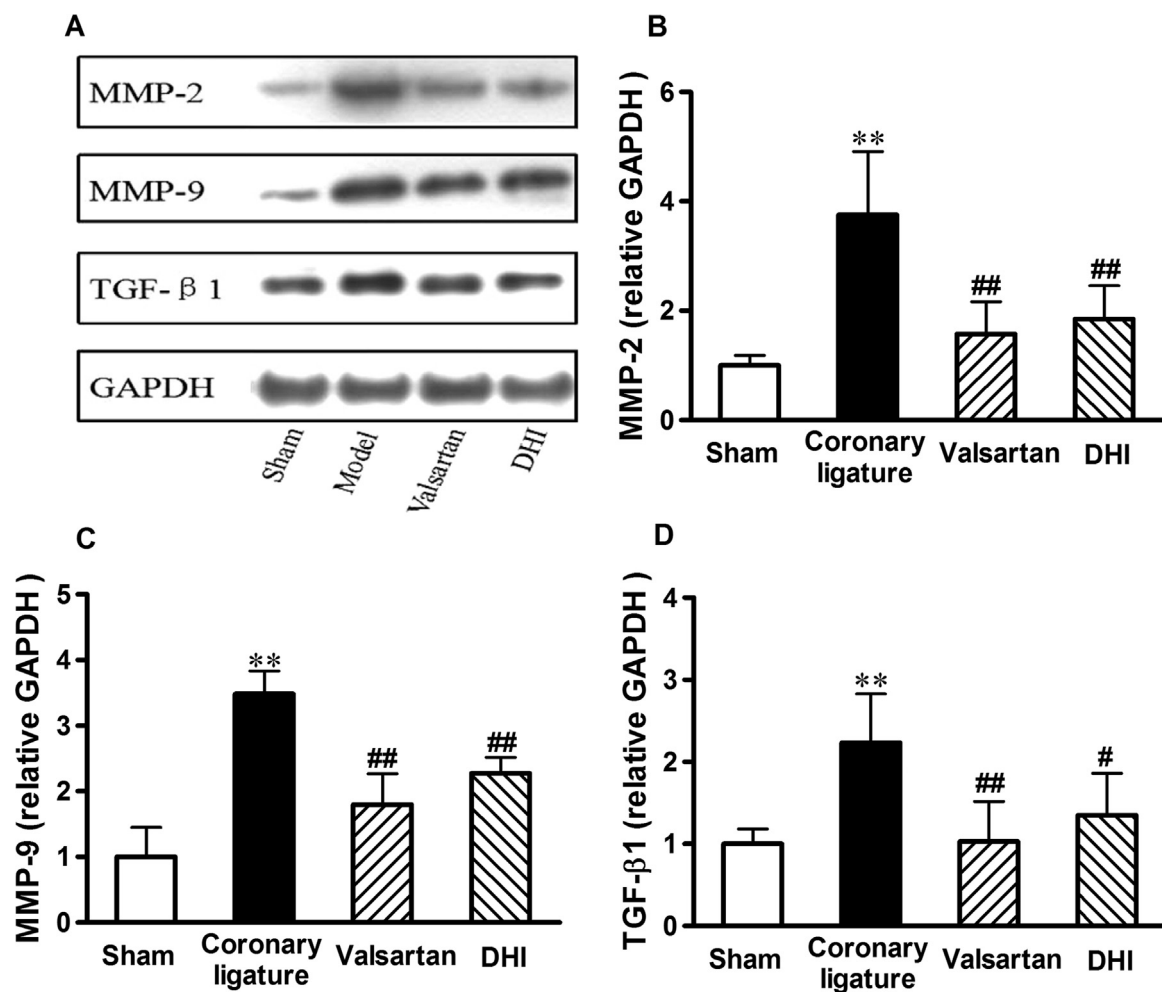 A
MMP-2
MMP-9
TGF-β1
GAPDH
Sham
Model
Valsartan
DHI
B
MMP-2 (relative GAPDH )
6
4
2
0
**
##
##
Sham
Coronary
ligature
Valsartan
DHI
C
MMP-9 (relative GAPDH )
5
4
3
2
1
0
**
##
##
Sham
Coronary
ligature
Valsartan
DHI
D
TGF-β1 (relative GAPDH )
4
3
2
1
0
**
##
#
Sham
Coronary
ligature
Valsartan
DHI